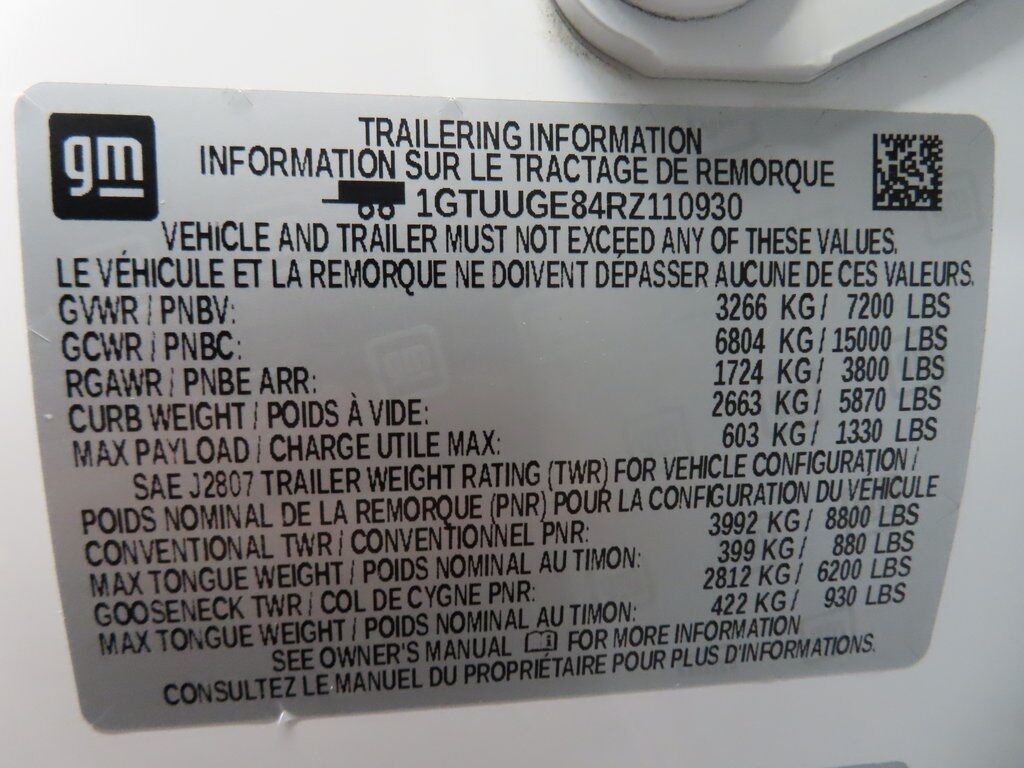 gm
TRAILERING INFORMATION
INFORMATION SUR LE TRACTAGE DE REMORQUE
1GTUUGE84RZ110930
VEHICLE AND TRAILER MUST NOT EXCEED ANY OF THESE VALUES.
LE VÉHICULE ET LA REMORQUE NE DOIVENT DÉPASSER AUCUNE DE CES VALEURS.
GVWR / PNBV: 3266 KG/ 7200 LBS
GCWR / PNBC: 6804 KG/ 15000 LBS
RGAWR / PNBE ARR: 1724 KG/ 3800 LBS
CURB WEIGHT / POIDS À VIDE: 2663 KG/ 5870 LBS
MAX PAYLOAD / CHARGE UTILE MAX: 603 KG/ 1330 LBS
SAE J2807 TRAILER WEIGHT RATING (TWR) FOR VEHICLE CONFIGURATION /
POIDS NOMINAL DE LA REMORQUE (PNR) POUR LA CONFIGURATION DU VÉHICULE
CONVENTIONAL TWR / CONVENTIONNEL PNR: 3992 KG/ 8800 LBS
MAX TONGUE WEIGHT / POIDS NOMINAL AU TIMON: 399 KG/ 880 LBS
GOOSENECK TWR / COL DE CYGNE PNR: 2812 KG/ 6200 LBS
MAX TONGUE WEIGHT / POIDS NOMINAL AU TIMON: 422 KG/ 930 LBS
SEE OWNER'S MANUAL FOR MORE INFORMATION
CONSULTEZ LE MANUEL DU PROPRIÉTAIRE POUR PLUS D'INFORMATIONS.